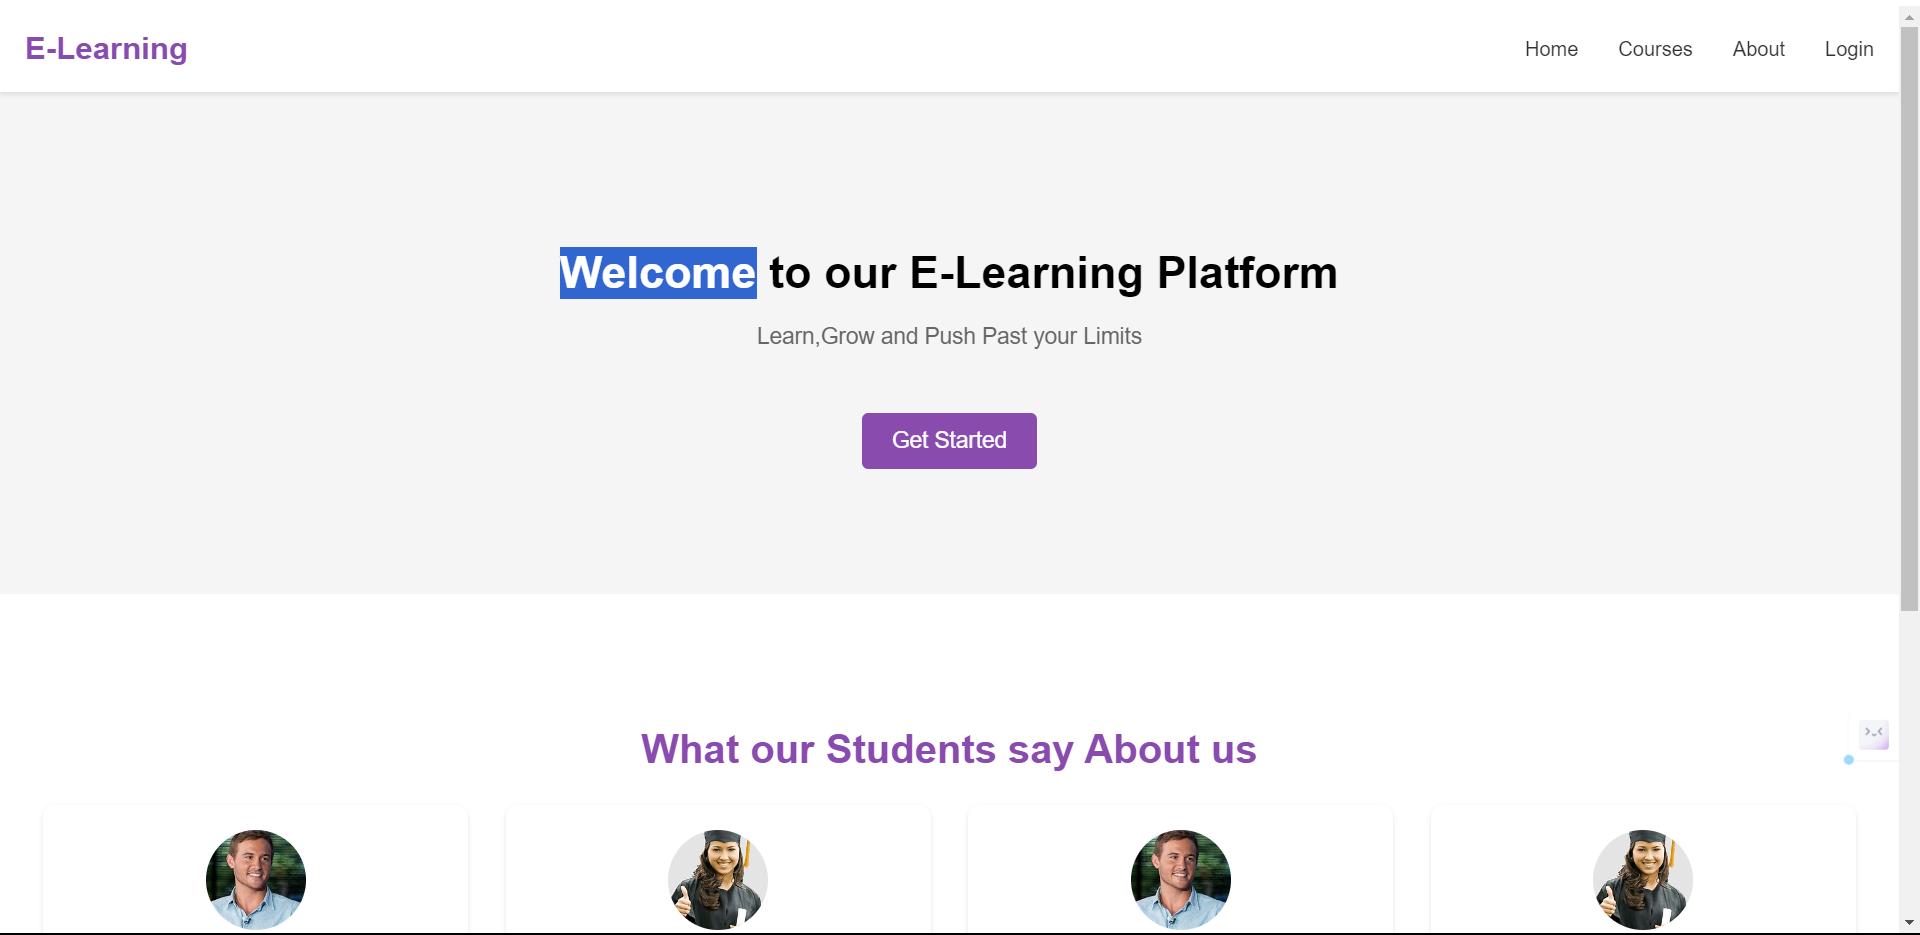 E-Learning
Home Courses About Login
Welcome to our E-Learning Platform
Learn,Grow and Push Past your Limits
Get Started
What our Students say About us